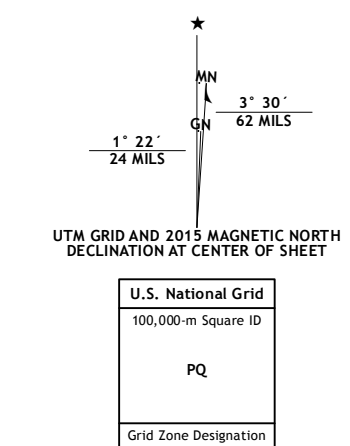 ★
MN
3° 30´
62 MILS
GN
1° 22´
24 MILS
UTM GRID AND 2015 MAGNETIC NORTH
DECLINATION AT CENTER OF SHEET
U.S. National Grid
100,000-m Square ID
PQ
Grid Zone Designation